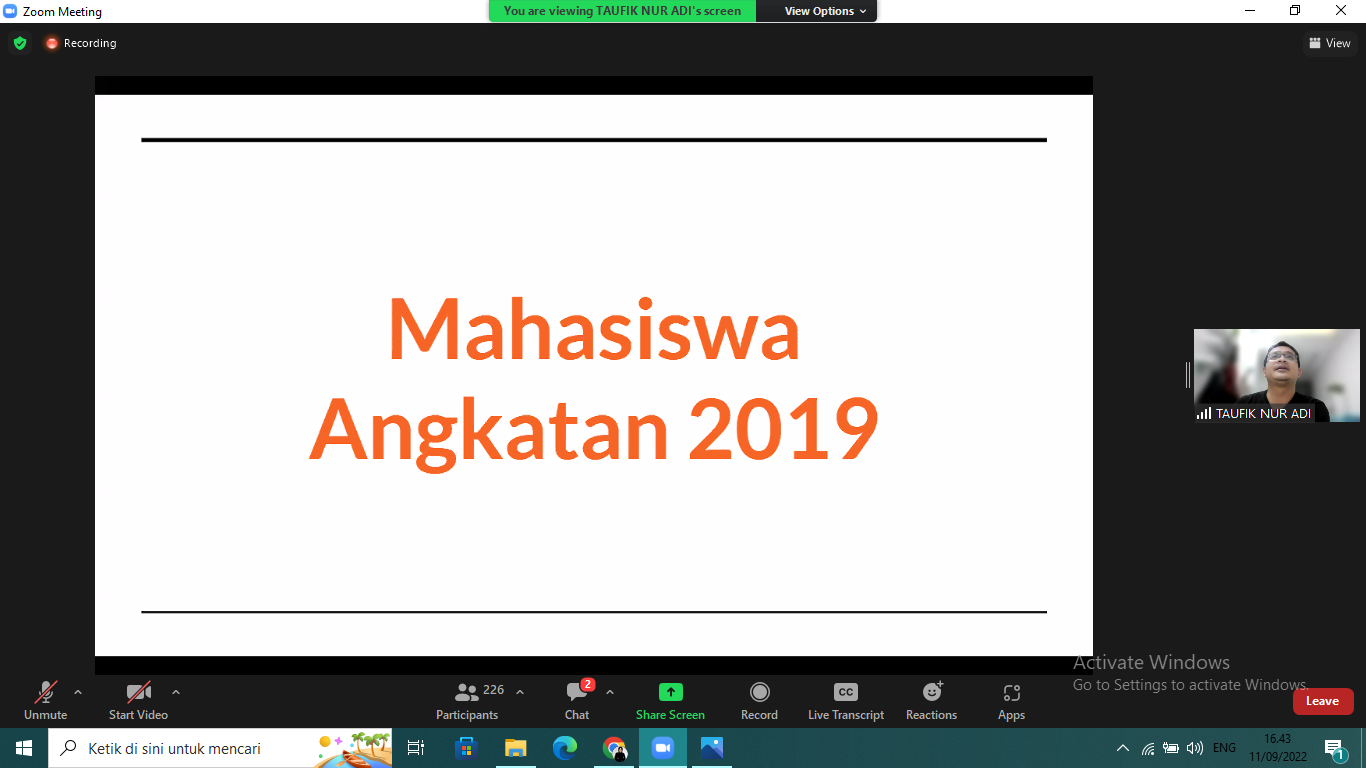 Zoom Meeting
You are viewing TAUFIK NUR ADI's screen
View Options
Recording
View
Mahasiswa
Angkatan 2019
TAUFIK NUR ADI
Activate Windows
Go to Settings to activate Windows.
Unmute
Start Video
226
Participants
2
Chat
Share Screen
Record
CC
Live Transcript
Reactions
Apps
Leave
Ketik di sini untuk mencari
ENG
16.43
11/09/2022
1